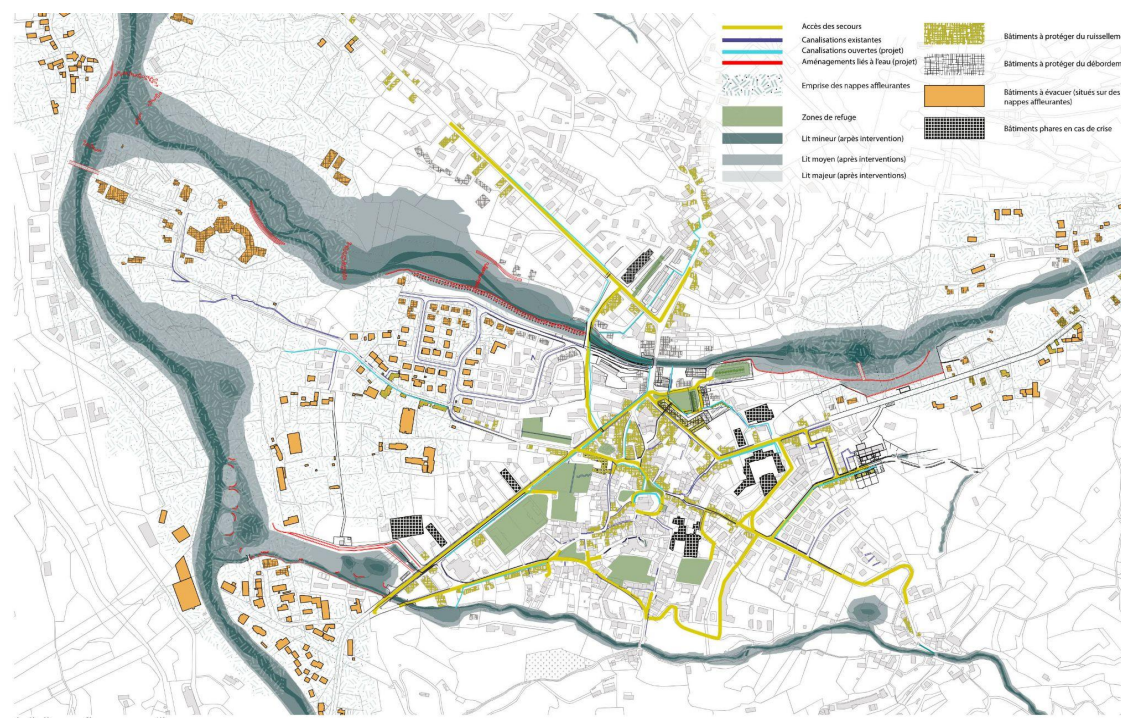 Accès des secours
Canalisations existantes
Canalisations ouvertes (projet)
Aménagements liés à l'eau (projet)
Emprise des nappes affleurantes
Zones de refuge
Lit mineur (arpès intervention)
Lit moyen (après interventions)
Lit majeur (après interventions)
Bâtiments à protéger du ruissellem
Bâtiments à protéger du débordem
Bâtiments à évacuer (situés sur des
nappes affleurantes)
Bâtiments phares en cas de crise